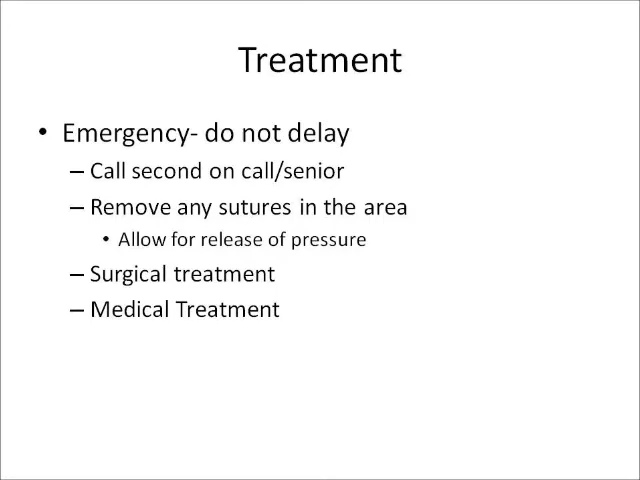 Treatment
• Emergency- do not delay
– Call second on call/senior
– Remove any sutures in the area
• Allow for release of pressure
– Surgical treatment
– Medical Treatment